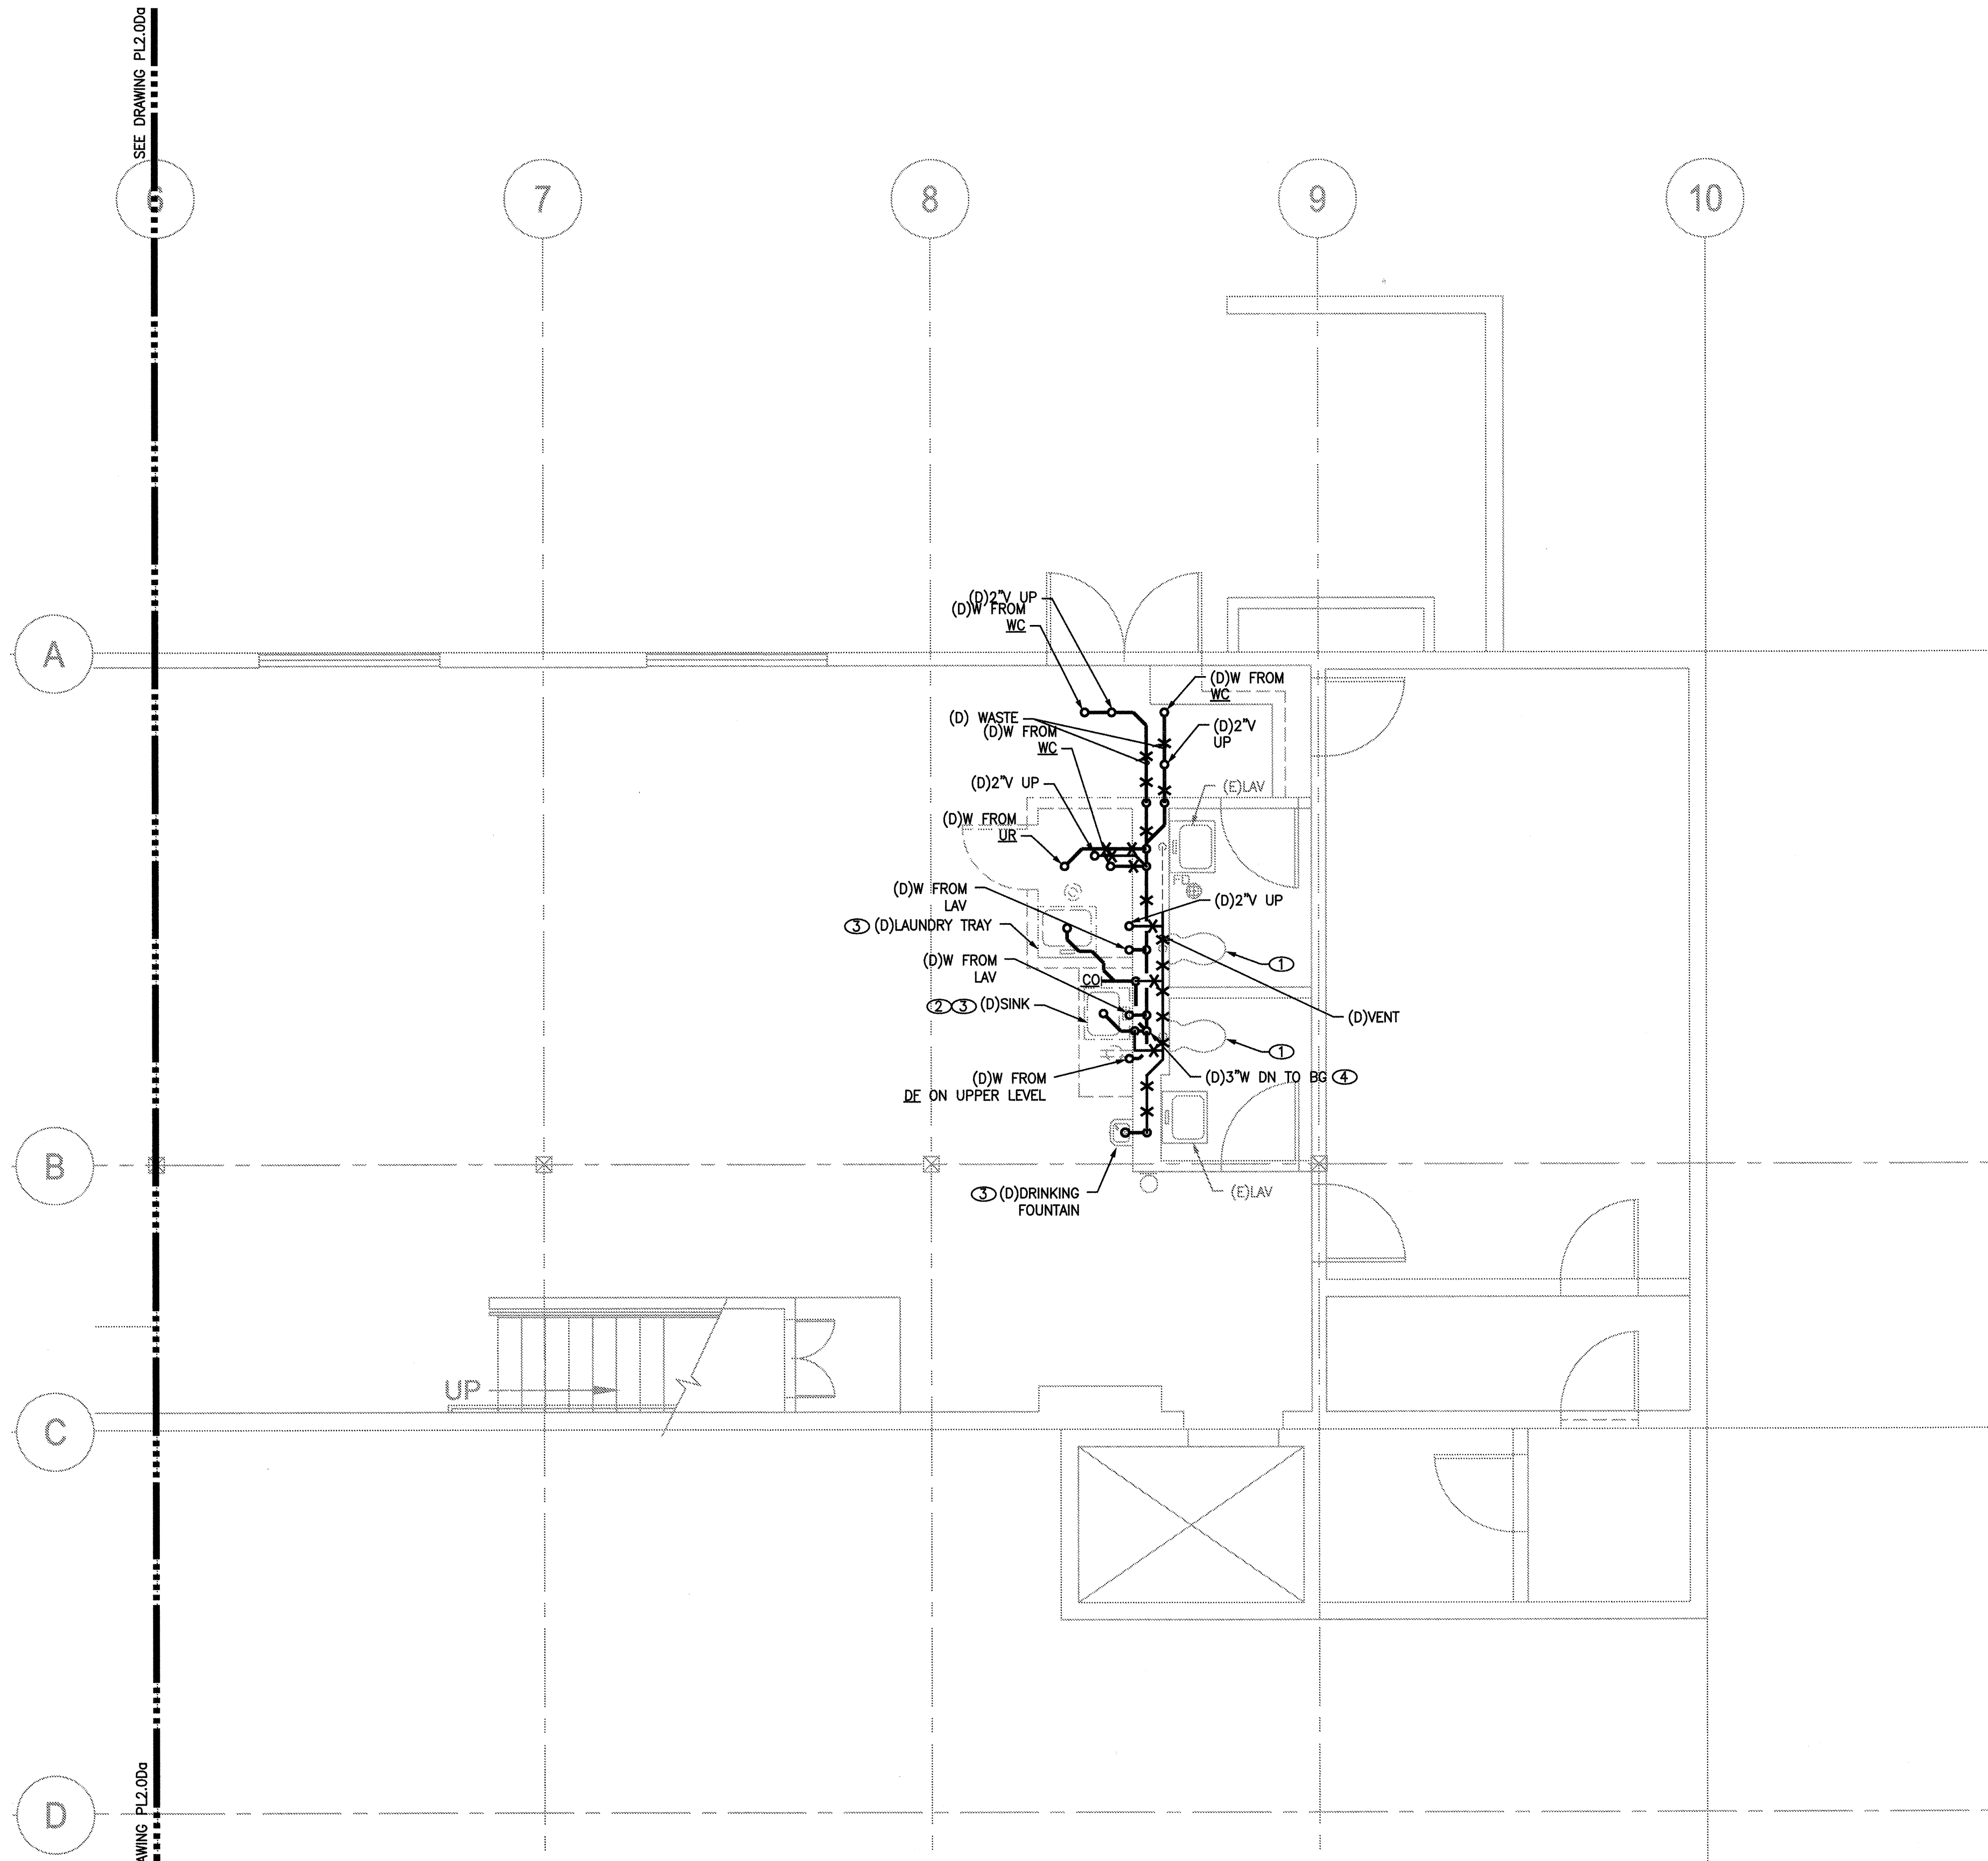 SEE DRAWING PL2.0Da
6
7
8
9
10
A
(D)2"V UP
(D)W FROM
WC
(D)W FROM
WC
(D) WASTE
(D)W FROM
WC
(D)2"V
UP
(D)2"V UP
(E)LAV
(D)W FROM
UR
FD
(D)W FROM
LAV
(D)2"V UP
3 (D)LAUNDRY TRAY
(D)W FROM
LAV
1
CO
2 3 (D)SINK
(D)VENT
1
(D)W FROM
DF ON UPPER LEVEL
(D)3"W DN TO BG 4
B
3 (D)DRINKING
FOUNTAIN
(E)LAV
UP
C
D
AWING PL2.0Da